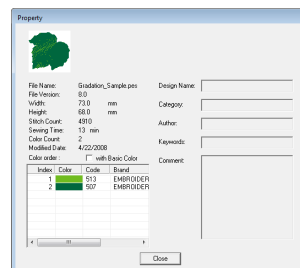 Property
File Name: Gradation_Sample.pes
File Version: 8.0
Width: 73.0 mm
Height: 68.0 mm
Stitch Count: 4910
Sewing Time: 13 min
Color Count: 2
Modified Date: 4/22/2008
Color order : with Basic Color
Index Color Code Brand
1 513 EMBROIDER
2 507 EMBROIDER
Design Name:
Category:
Author:
Keywords:
Comment:
Close